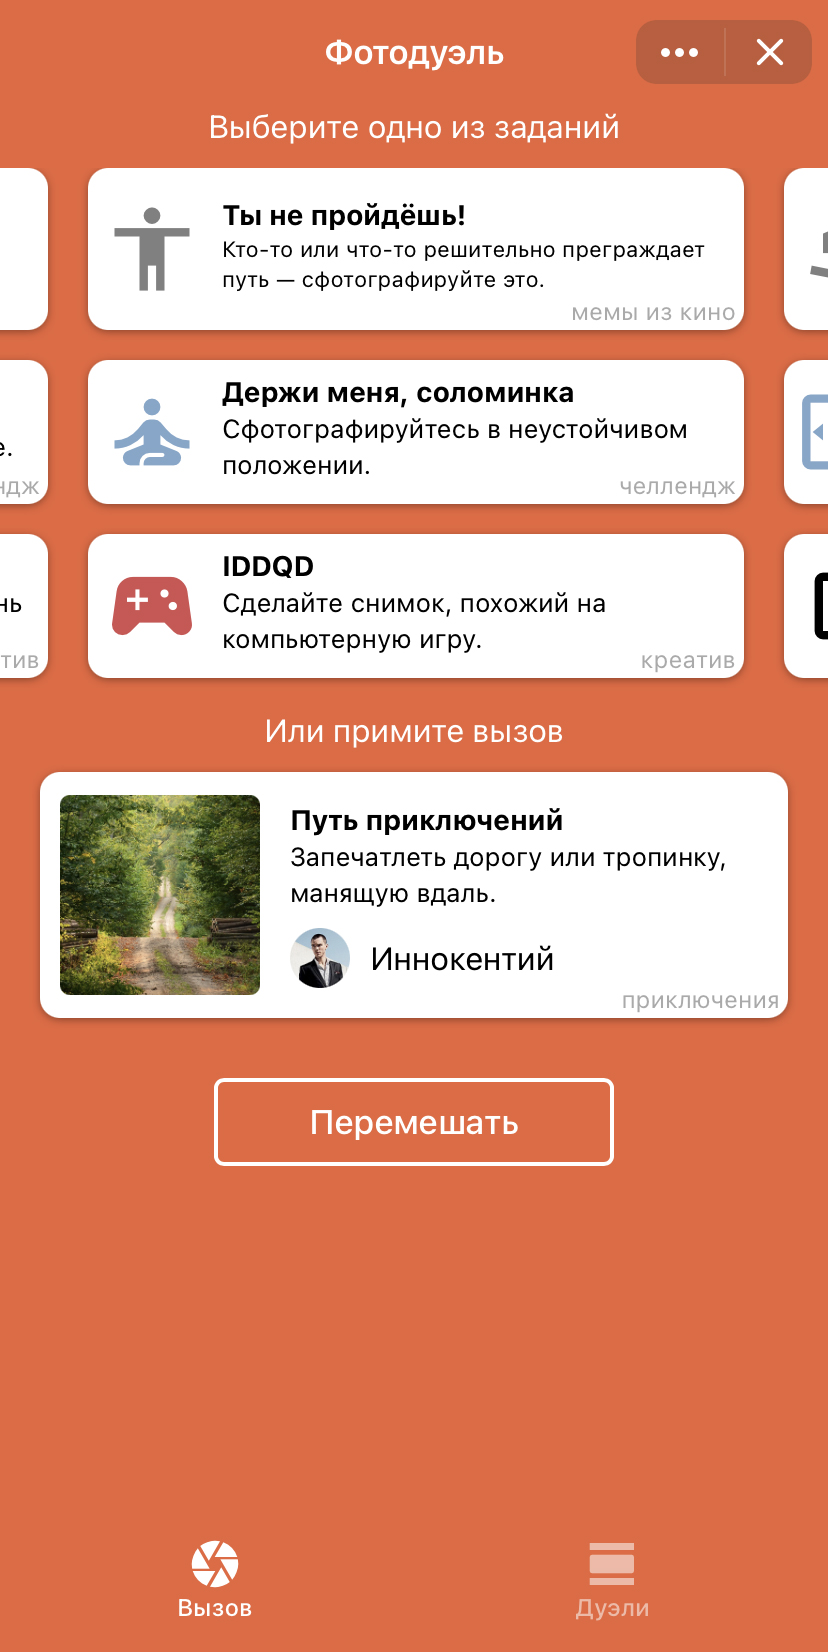 Фотодуэль
Выберите одно из заданий
Ты не пройдёшь!
Кто-то или что-то решительно преграждает
путь — сфотографируйте это.
мемы из кино
е.
ндж
Держи меня, соломинка
Сфотографируйтесь в неустойчивом
положении.
челлендж
нь
тив
IDDQD
Сделайте снимок, похожий на
компьютерную игру.
креатив
Или примите вызов
Путь приключений
Запечатлеть дорогу или тропинку,
манящую вдаль.
Иннокентий
приключения
Перемешать
Вызов
Дуэли